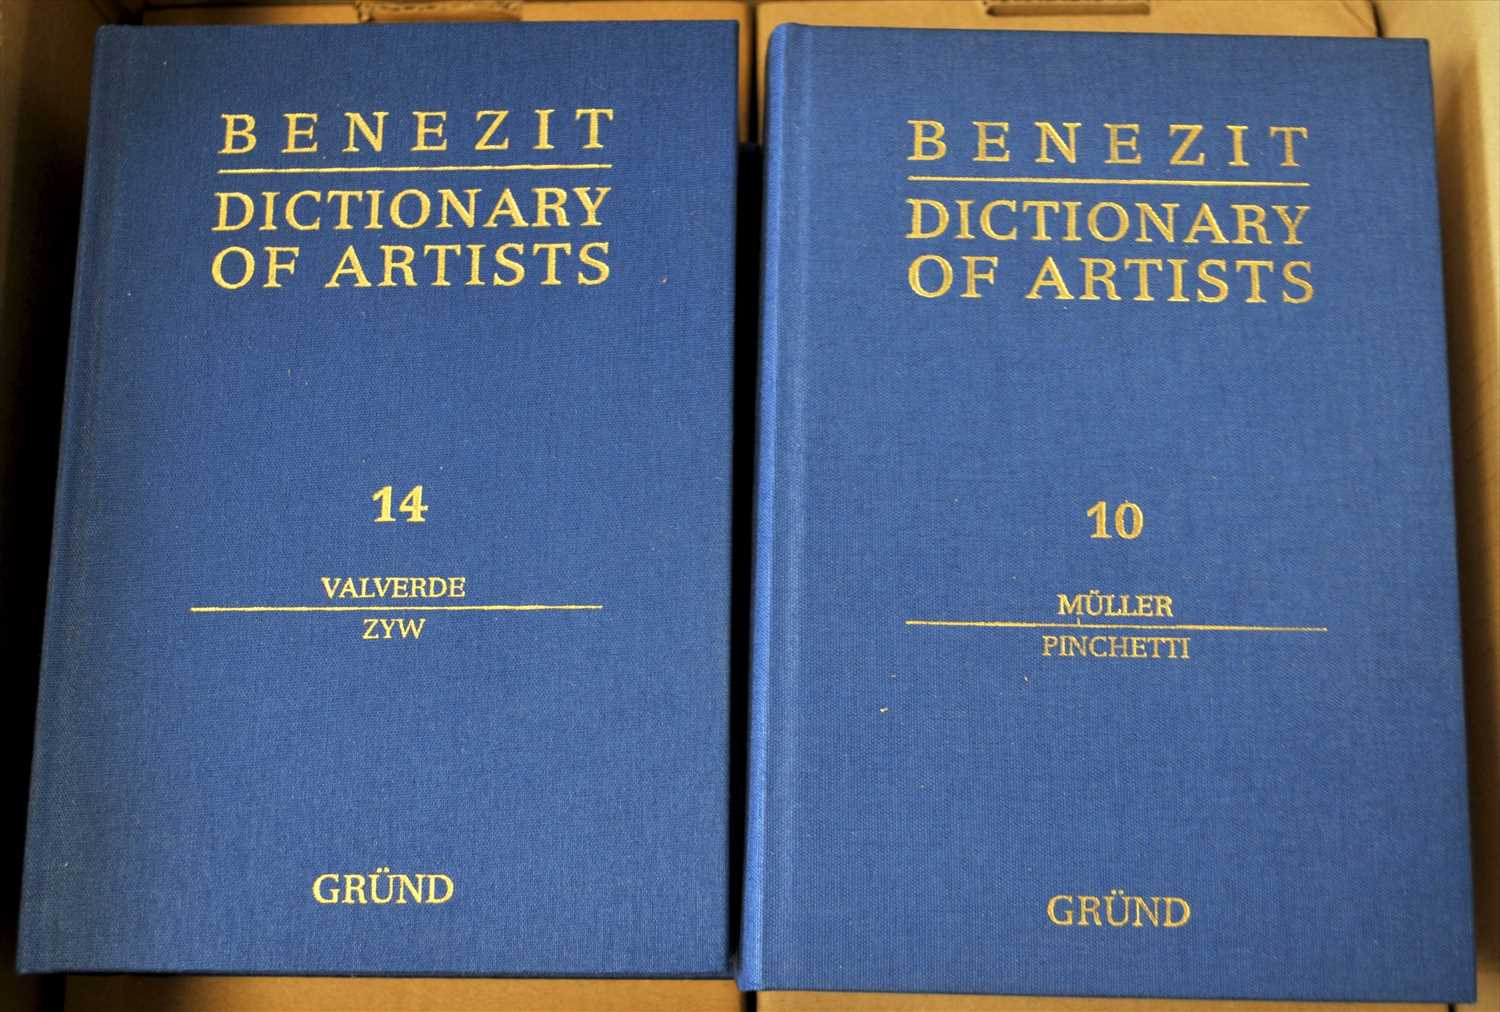 BENEZIT
DICTIONARY
OF ARTISTS
14
VALVERDE
ZYW
GRÜND
BENEZIT
DICTIONARY
OF ARTISTS
10
MÜLLER
PINCHETTI
GRÜND